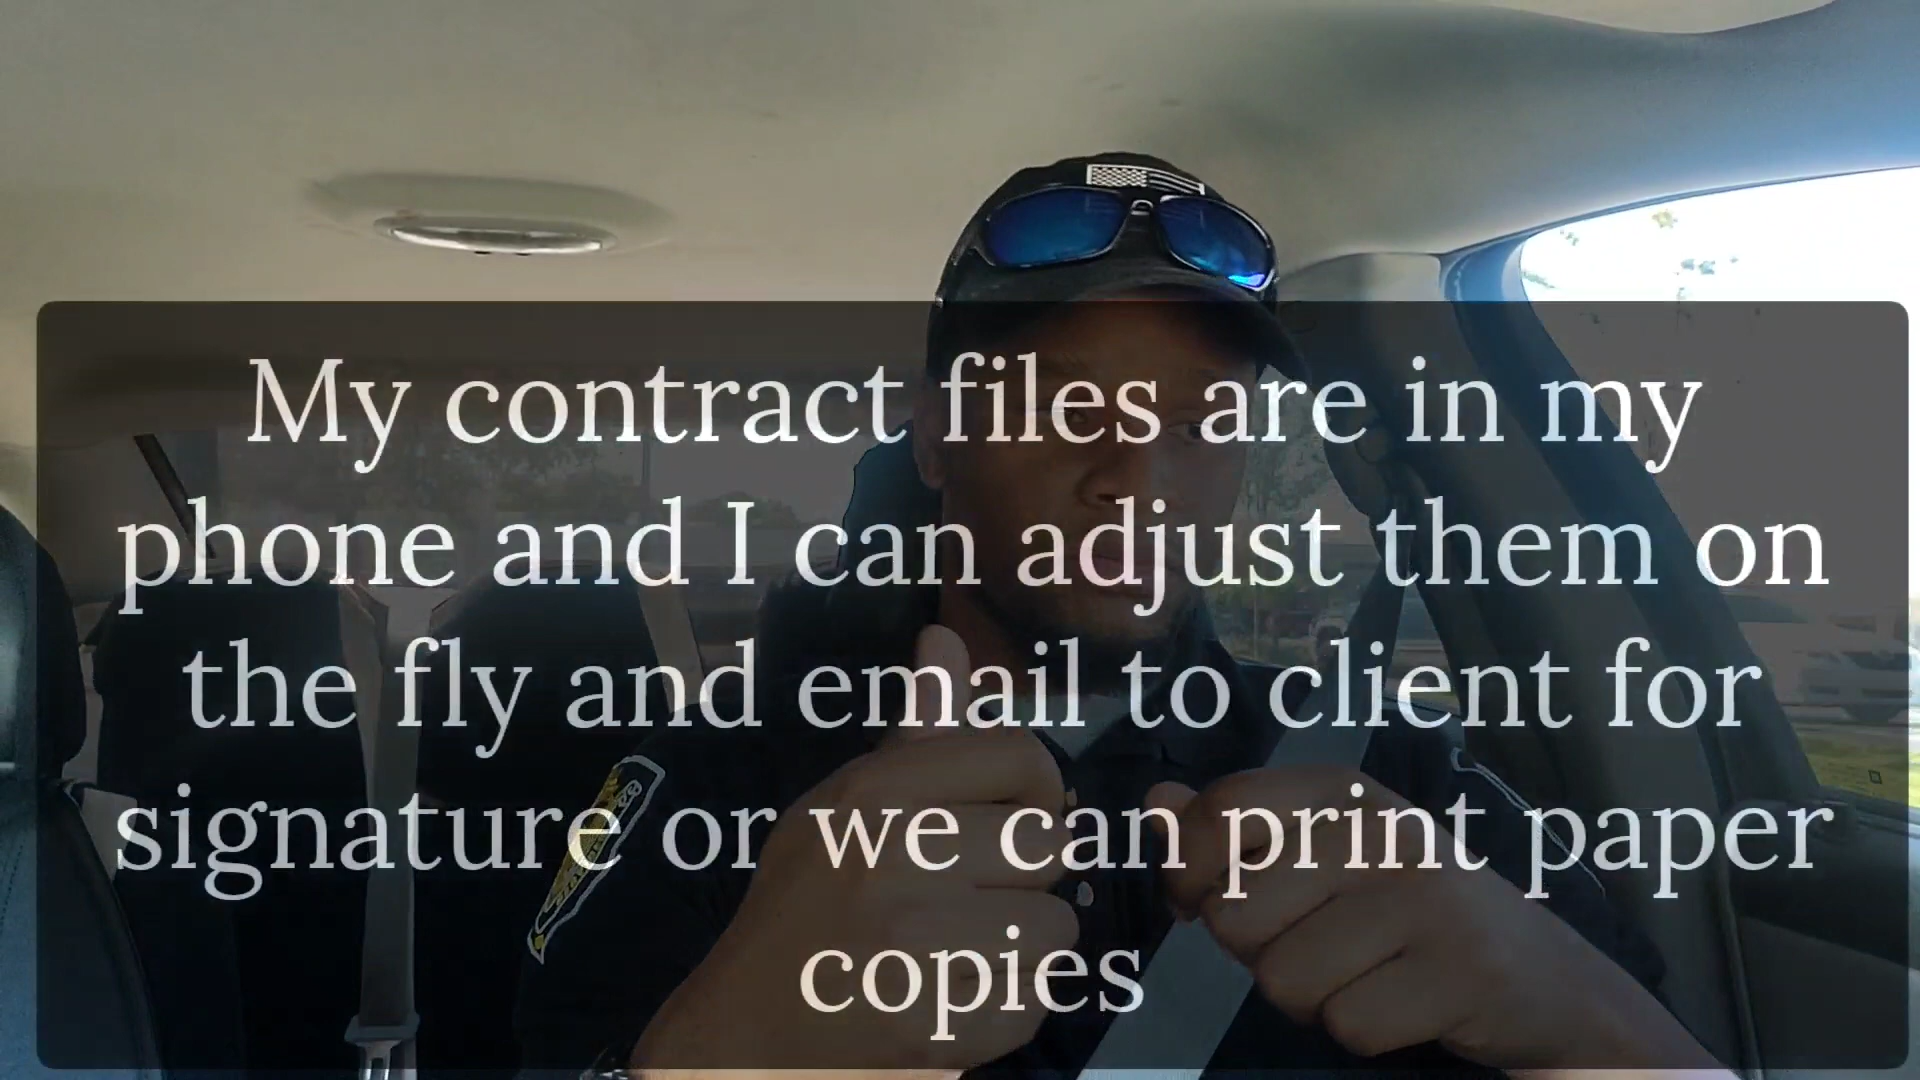 My contract files are in my
phone and I can adjust them on
the fly and email to client for
signature or we can print paper
copies